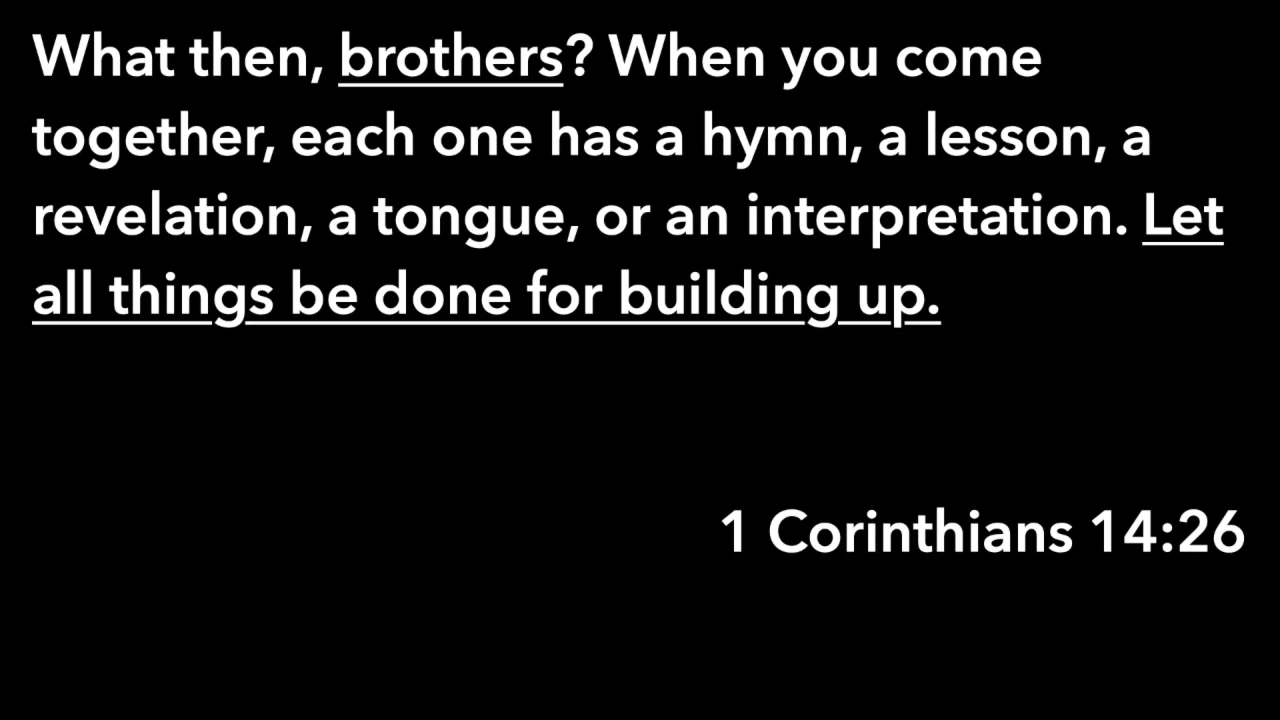 What then, brothers? When you come
together, each one has a hymn, a lesson, a
revelation, a tongue, or an interpretation. Let
all things be done for building up.
1 Corinthians 14:26